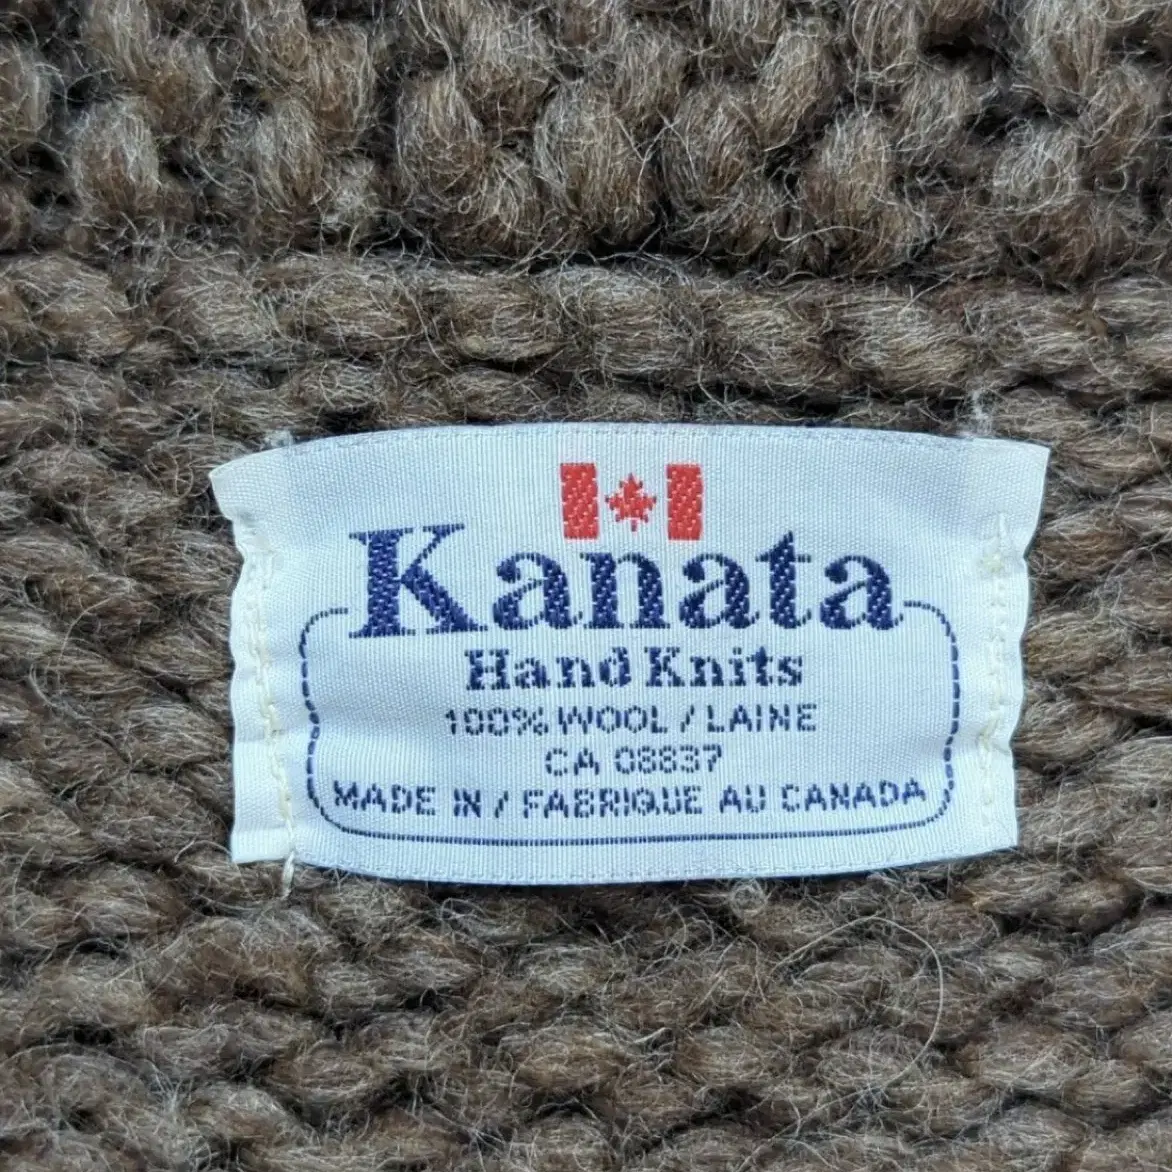 Kanata
Hand Knits
100% WOOL / LAINE
CA 08837
MADE IN / FABRIQUE AU CANADA